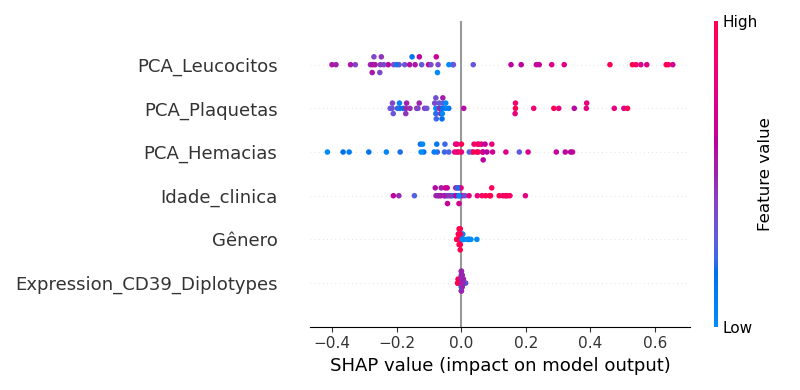 High
PCA_Leucocitos
PCA_Plaquetas
PCA_Hemacias
Idade_clinica
Gênero
Expression_CD39_Diplotypes
Feature value
Low
−0.4 −0.2 0.0 0.2 0.4 0.6
SHAP value (impact on model output)